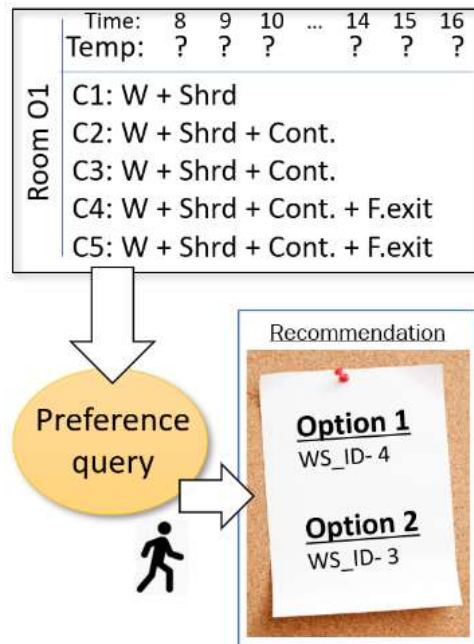 Time: 8 9 10 ... 14 15 16
Temp: ? ? ? ? ? ?
Room O1
C1: W + Shrd
C2: W + Shrd + Cont.
C3: W + Shrd + Cont.
C4: W + Shrd + Cont. + F.exit
C5: W + Shrd + Cont. + F.exit
Preference
query
Recommendation
Option 1
WS_ID- 4
Option 2
WS_ID- 3